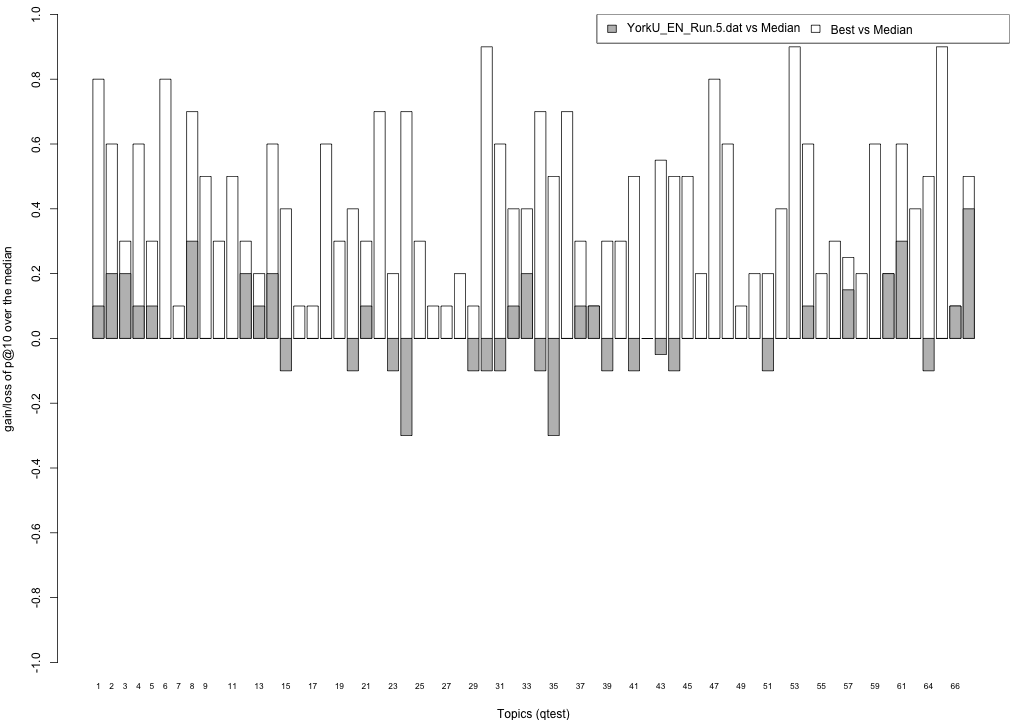 YorkU_EN_Run.5.dat vs Median Best vs Median
1.0
0.8
0.6
0.4
0.2
0.0
-0.2
-0.4
-0.6
-0.8
-1.0
gain/loss of p@10 over the median
1 2 3 4 5 6 7 8 9 11 13 15 17 19 21 23 25 27 29 31 33 35 37 39 41 43 45 47 49 51 53 55 57 59 61 64 66
Topics (qtest)